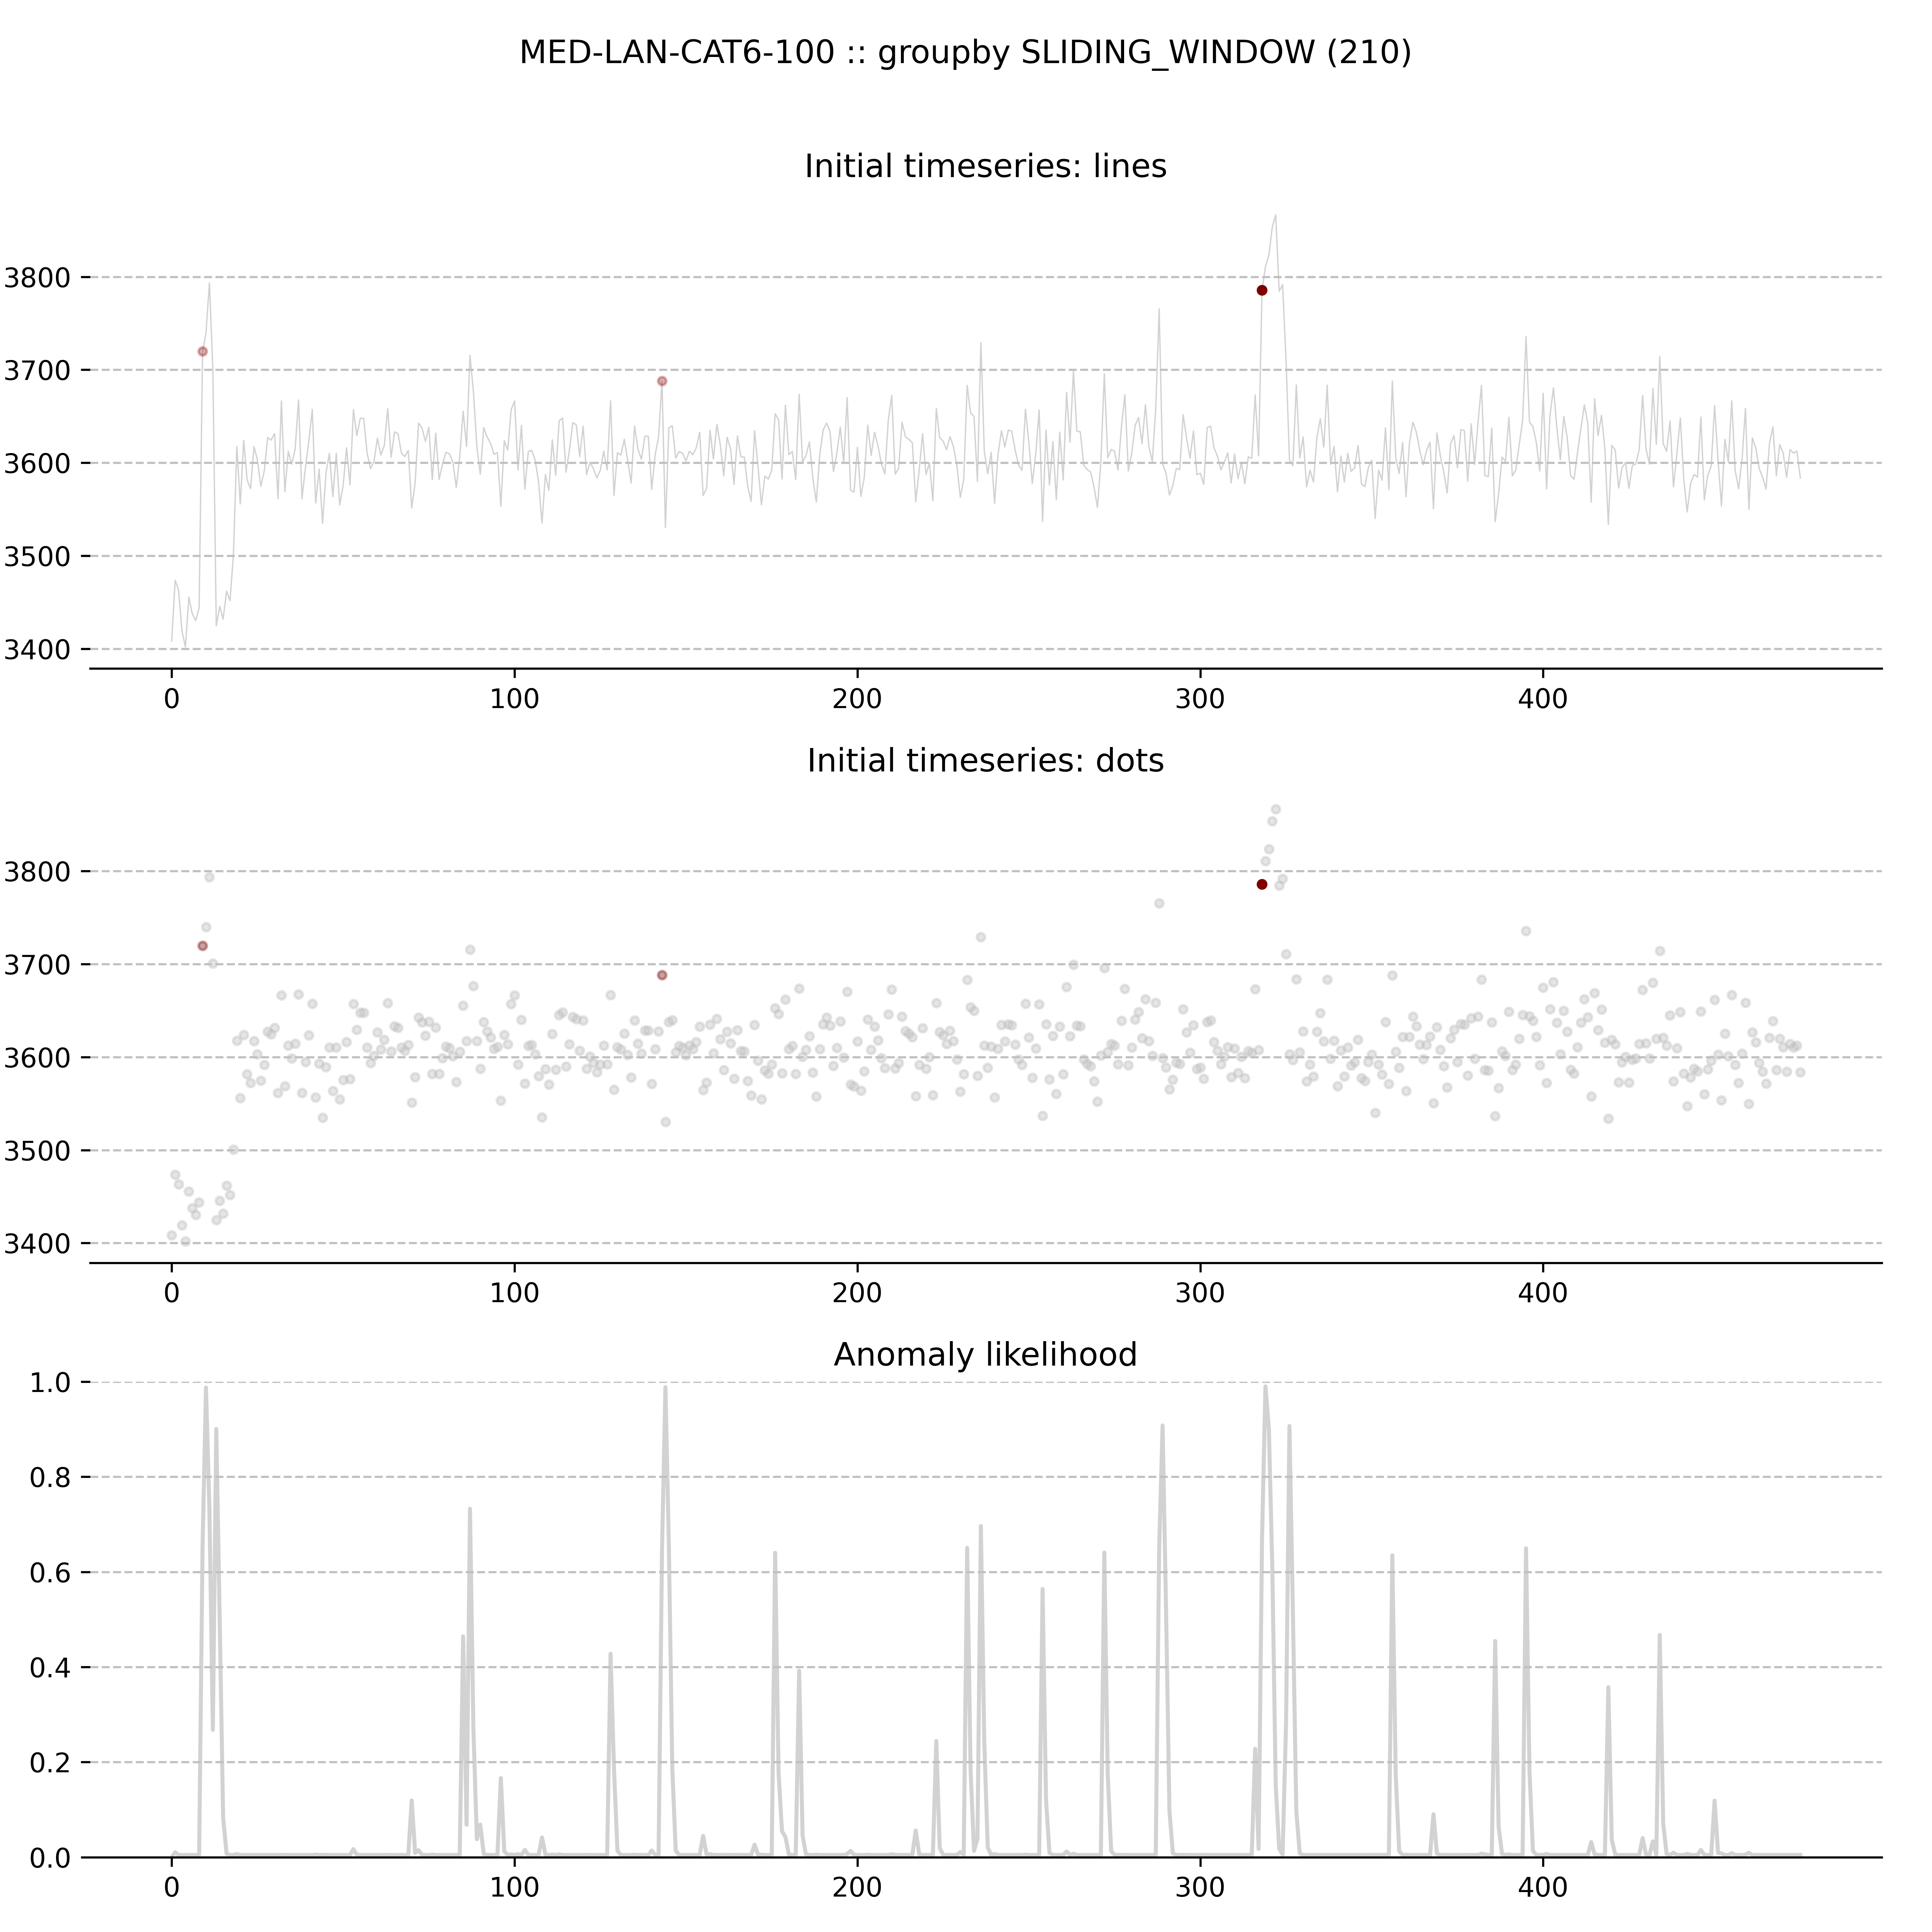 MED-LAN-CAT6-100 :: groupby SLIDING_WINDOW (210)
Initial timeseries: lines
3800
3700
3600
3500
3400
0 100 200 300 400
Initial timeseries: dots
3800
3700
3600
3500
3400
0 100 200 300 400
Anomaly likelihood
1.0
0.8
0.6
0.4
0.2
0.0
0 100 200 300 400